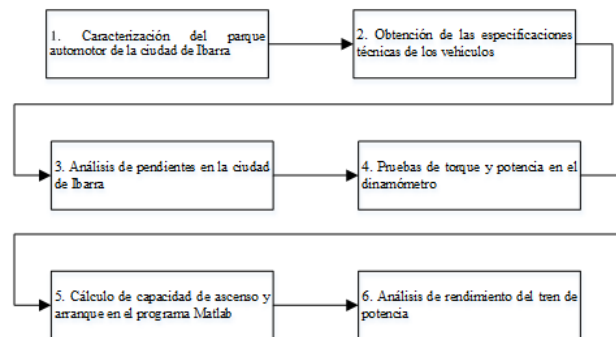 1. Caracterización del parque
automotor de la ciudad de Ibarra
2. Obtención de las especificaciones
técnicas de los vehículos
3. Análisis de pendientes en la ciudad
de Ibarra
4. Pruebas de torque y potencia en el
dinamómetro
5. Cálculo de capacidad de ascenso y
arranque en el programa Matlab
6. Análisis de rendimiento del tren de
potencia